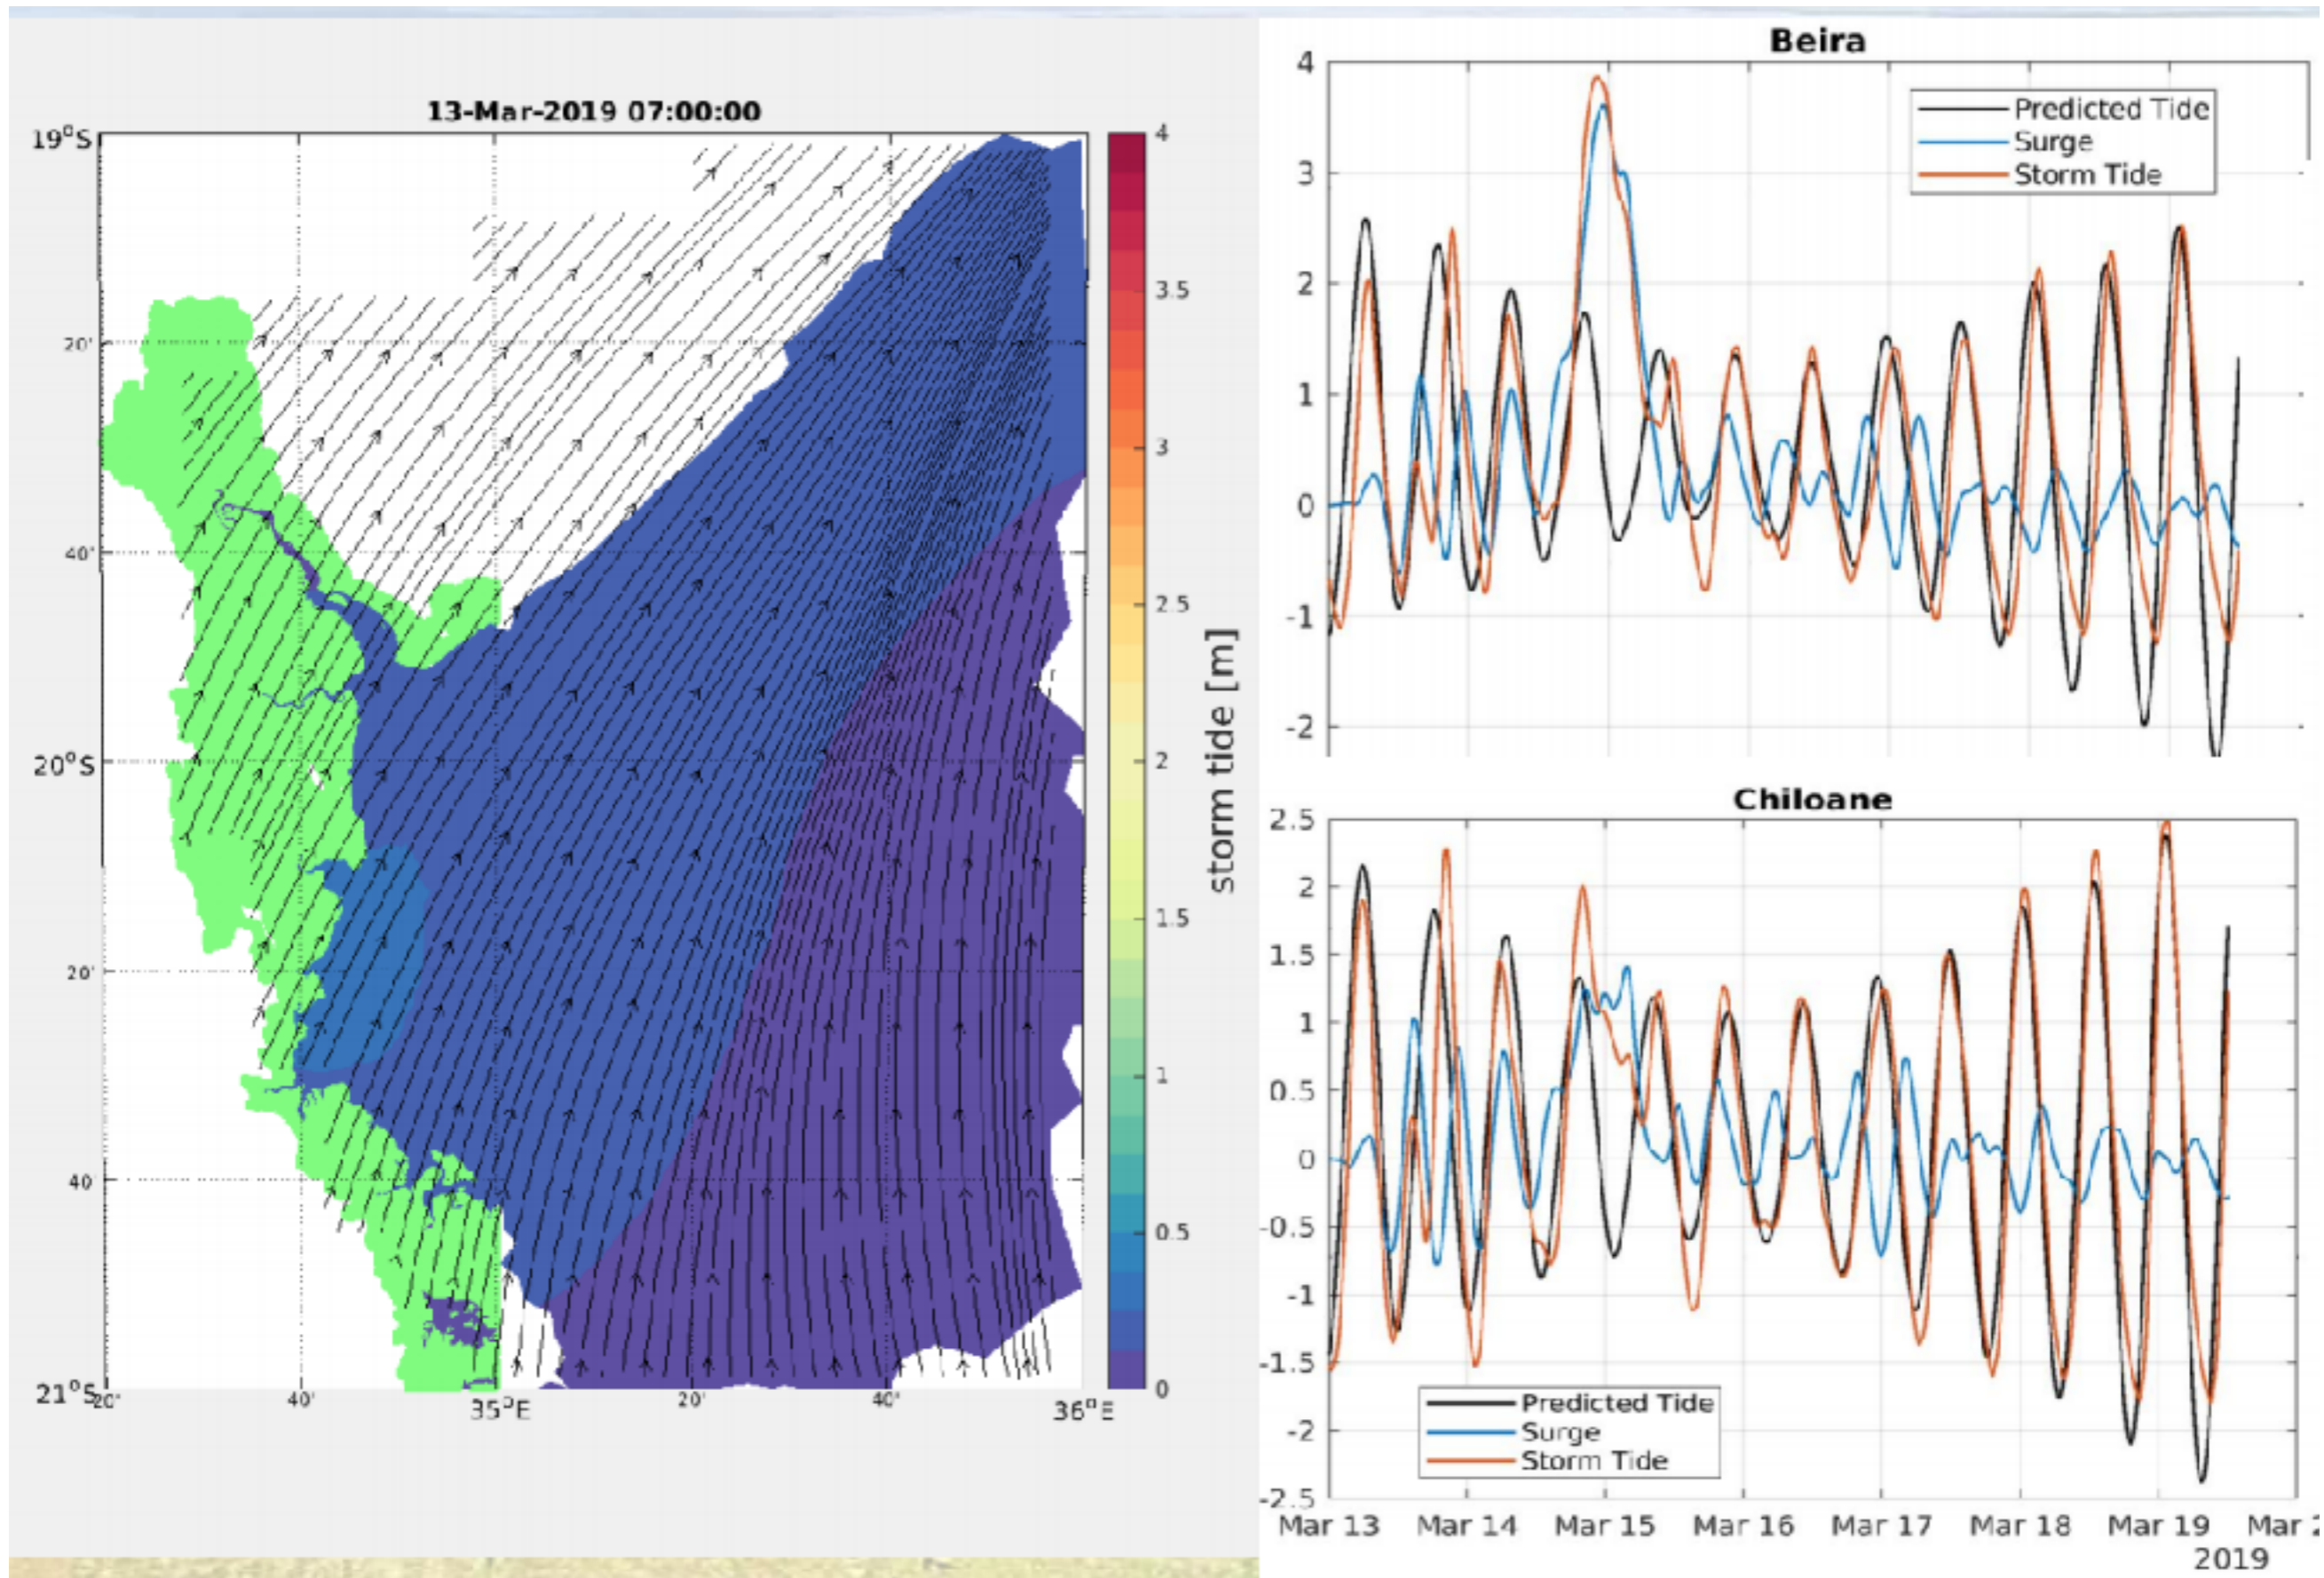 13-Mar-2019 07:00:00
19°S
20'
40'
20°S
20'
40'
21°S
20'
40'
35°E
20'
40'
36°E
4
3.5
3
2.5
2
1.5
1
0.5
0
storm tide [m]
Beira
4
3
2
1
0
-1
-2
Predicted Tide
Surge
Storm Tide
Chiloane
2.5
2
1.5
1
0.5
0
-0.5
-1
-1.5
-2
-2.5
Predicted Tide
Surge
Storm Tide
Mar 13
Mar 14
Mar 15
Mar 16
Mar 17
Mar 18
Mar 19
Mar
2019